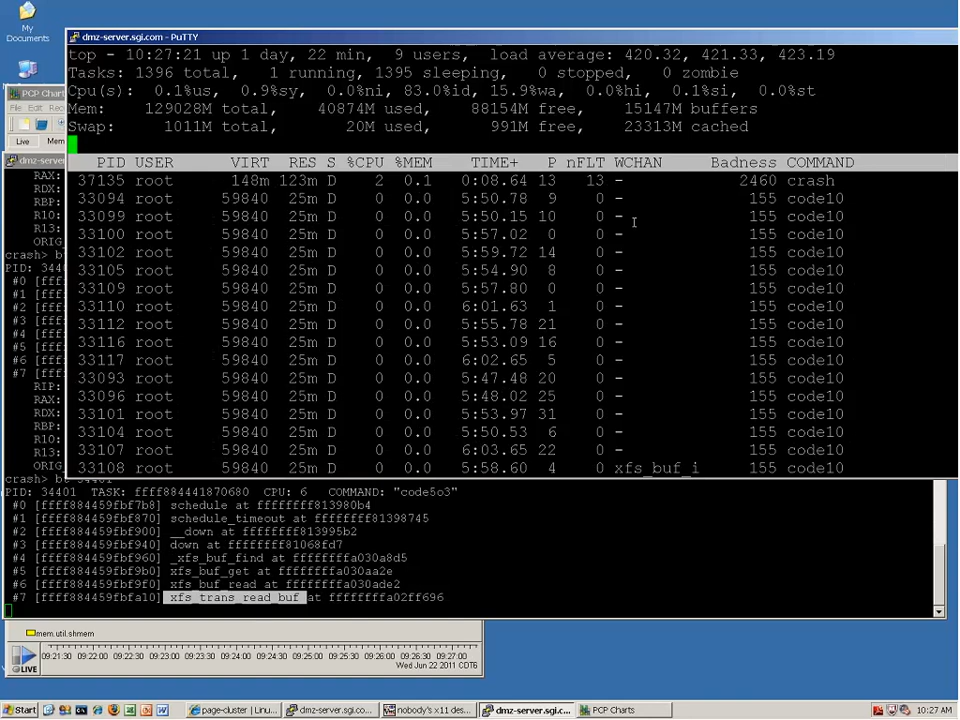 My
Documents
dmz-server.sgi.com - PuTTY
top - 10:27:21 up 1 day, 22 min, 9 users, load average: 420.32, 421.33, 423.19
Tasks: 1396 total, 1 running, 1395 sleeping, 0 stopped, 0 zombie
Cpu(s): 0.1%us, 0.9%sy, 0.0%ni, 83.0%id, 15.9%wa, 0.0%hi, 0.1%si, 0.0%st
Mem: 129028M total, 40874M used, 88154M free, 15147M buffers
Swap: 1011M total, 20M used, 991M free, 23313M cached
PID USER VIRT RES S %CPU %MEM TIME+ P nFLT WCHAN Badness COMMAND
37135 root 148m 123m D 2 0.1 0:08.64 13 13 - 2460 crash
33094 root 59840 25m D 0 0.0 5:50.78 9 0 - 155 code10
33099 root 59840 25m D 0 0.0 5:50.15 10 0 - 155 code10
33100 root 59840 25m D 0 0.0 5:57.02 0 0 - 155 code10
33102 root 59840 25m D 0 0.0 5:59.72 14 0 - 155 code10
33105 root 59840 25m D 0 0.0 5:54.90 8 0 - 155 code10
33109 root 59840 25m D 0 0.0 5:57.80 0 0 - 155 code10
33110 root 59840 25m D 0 0.0 6:01.63 1 0 - 155 code10
33112 root 59840 25m D 0 0.0 5:55.78 21 0 - 155 code10
33116 root 59840 25m D 0 0.0 5:53.09 16 0 - 155 code10
33117 root 59840 25m D 0 0.0 6:02.65 5 0 - 155 code10
33093 root 59840 25m D 0 0.0 5:47.48 20 0 - 155 code10
33096 root 59840 25m D 0 0.0 5:48.02 25 0 - 155 code10
33101 root 59840 25m D 0 0.0 5:53.97 31 0 - 155 code10
33104 root 59840 25m D 0 0.0 5:50.53 6 0 - 155 code10
33107 root 59840 25m D 0 0.0 6:03.65 22 0 - 155 code10
33108 root 59840 25m D 0 0.0 5:58.60 4 0 xfs_buf_i 155 code10
PCP Charts
File Edit Rec
Live Mem
dmz-server
RAX:
RDX:
RBP:
R10:
R13:
ORIG_
crash> b
PID: 344
#0 [fff
#1 [fff
#2 [fff
#3 [fff
#4 [fff
#5 [fff
#6 [fff
#7 [fff
RIP:
RAX:
RDX:
RBP:
R10:
R13:
ORIG
crash> bt 34401
PID: 34401 TASK: ffff884441870680 CPU: 6 COMMAND: "code5o3"
#0 [ffff884459fbf7b8] schedule at ffffffff813980b4
#1 [ffff884459fbf870] schedule_timeout at ffffffff81398745
#2 [ffff884459fbf900] __down at ffffffff813995b2
#3 [ffff884459fbf940] down at ffffffff81068fd7
#4 [ffff884459fbf960] _xfs_buf_find at ffffffffa030a8d5
#5 [ffff884459fbf9b0] xfs_buf_get at ffffffffa030aa2e
#6 [ffff884459fbf9f0] xfs_buf_read at ffffffffa030ade2
#7 [ffff884459fbfa10] xfs_trans_read_buf at ffffffffa02ff696
mem.util.shmem
LIVE
09:21:30 09:22:00 09:22:30 09:23:00 09:23:30 09:24:00 09:24:30 09:25:00 09:25:30 09:26:00 09:26:30 09:27:00
Wed Jun 22 2011 CDT6
Start
page-cluster | Linu...
dmz-server.sgi.co...
nobody's x11 des...
dmz-server.sgi.c...
PCP Charts
10:27 AM